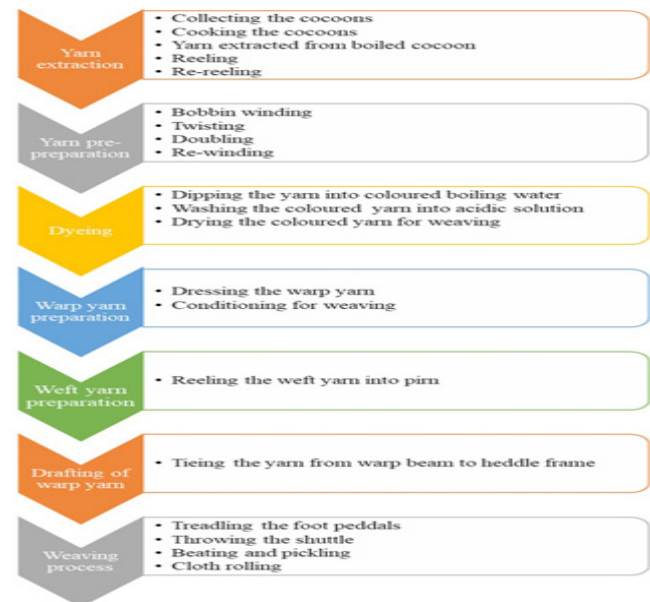 Yarn
extraction
• Collecting the cocoons
• Cooking the cocoons
• Yarn extracted from boiled cocoon
• Reeling
• Re-reeling
Yarn pre-
preparation
• Bobbin winding
• Twisting
• Doubling
• Re-winding
Dyeing
• Dipping the yarn into coloured boiling water
• Washing the coloured yarn into acidic solution
• Drying the coloured yarn for weaving
Warp yarn
preparation
• Dressing the warp yarn
• Conditioning for weaving
Weft yarn
preparation
• Reeling the weft yarn into pirn
Drafting of
warp yarn
• Tieing the yarn from warp beam to heddle frame
Weaving
process
• Treadling the foot peddals
• Throwing the shuttle
• Beating and pickling
• Cloth rolling